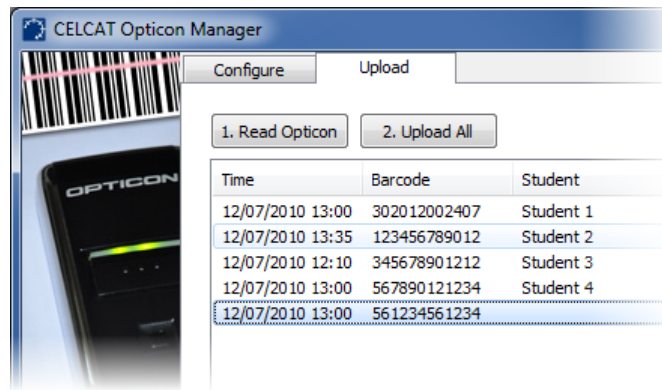 CELCAT Opticon Manager
Configure Upload
1. Read Opticon 2. Upload All
OPTICON
Time Barcode Student
12/07/2010 13:00 302012002407 Student 1
12/07/2010 13:35 123456789012 Student 2
12/07/2010 12:10 345678901212 Student 3
12/07/2010 13:00 567890121234 Student 4
12/07/2010 13:00 561234561234